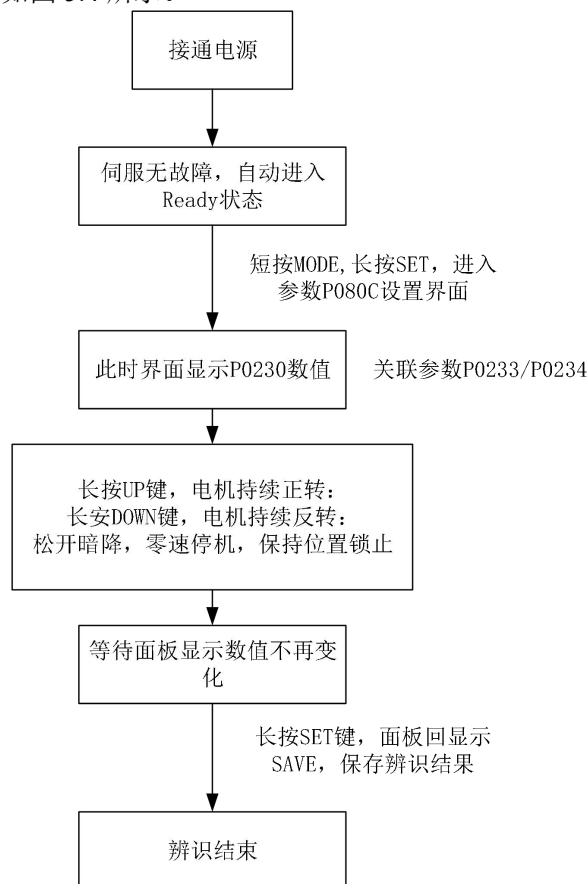 接通电源
伺服无故障，自动进入
Ready状态
短按MODE,长按SET，进入
参数P080C设置界面
此时界面显示P0230数值
关联参数P0233/P0234
长按UP键，电机持续正转：
长安DOWN键，电机持续反转：
松开暗降，零速停机，保持位置锁止
等待面板显示数值不再变
化
长按SET键，面板回显示
SAVE，保存辨识结果
辨识结束